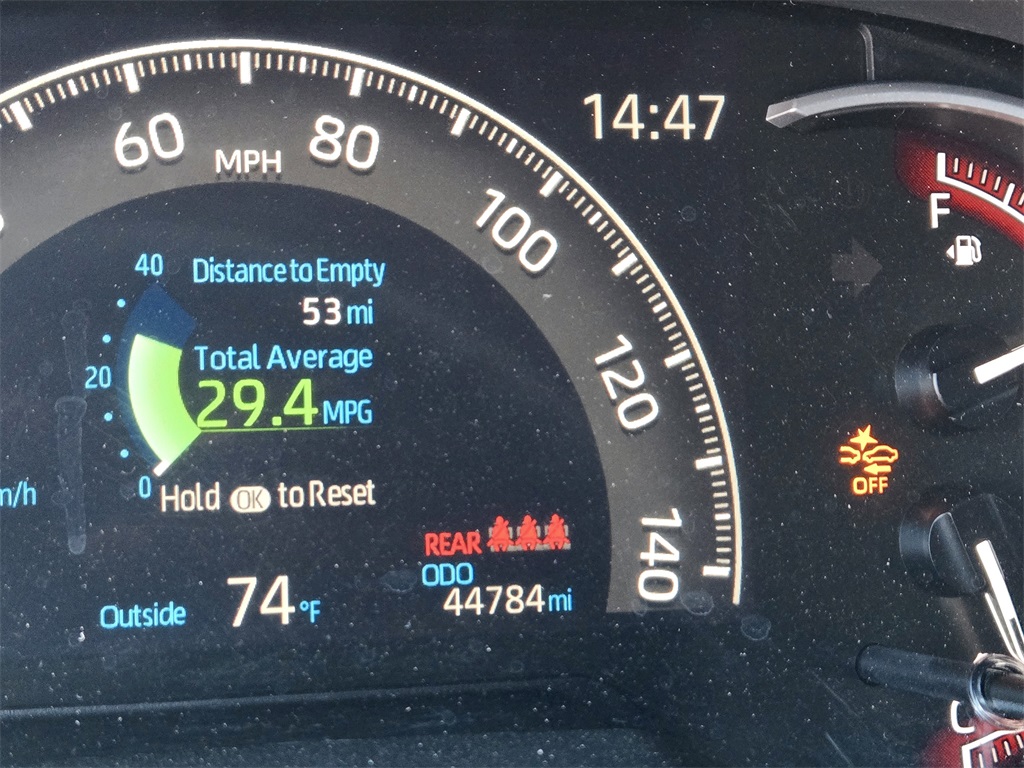 14:47
60
MPH
80
100
120
140
F
40
Distance to Empty
53 mi
20
Total Average
29.4 MPG
0
Hold OK to Reset
m/h
OFF
REAR
ODO
44784 mi
Outside 74 °F
C